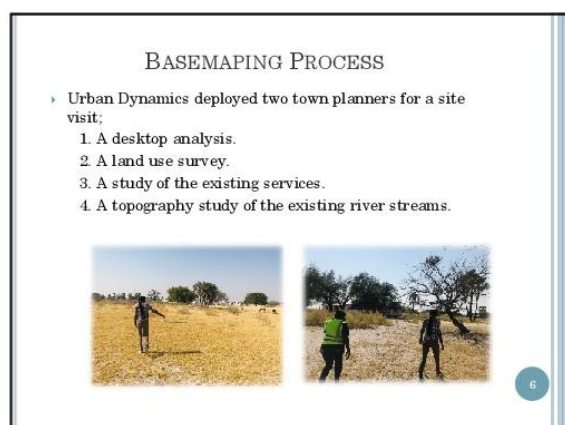 BASEMAPING PROCESS
Urban Dynamics deployed two town planners for a site
visit;
1. A desktop analysis.
2. A land use survey.
3. A study of the existing services.
4. A topography study of the existing river streams.
6